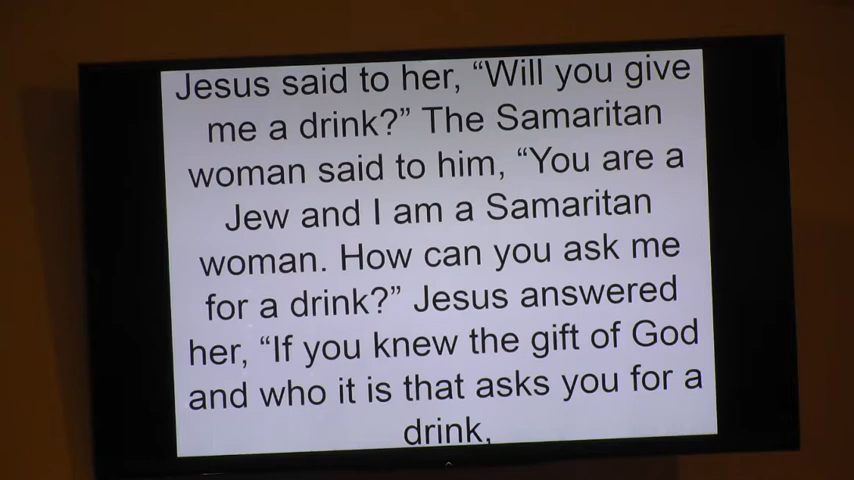 Jesus said to her, “Will you give
me a drink?” The Samaritan
woman said to him, “You are a
Jew and I am a Samaritan
woman. How can you ask me
for a drink?” Jesus answered
her, “If you knew the gift of God
and who it is that asks you for a
drink,